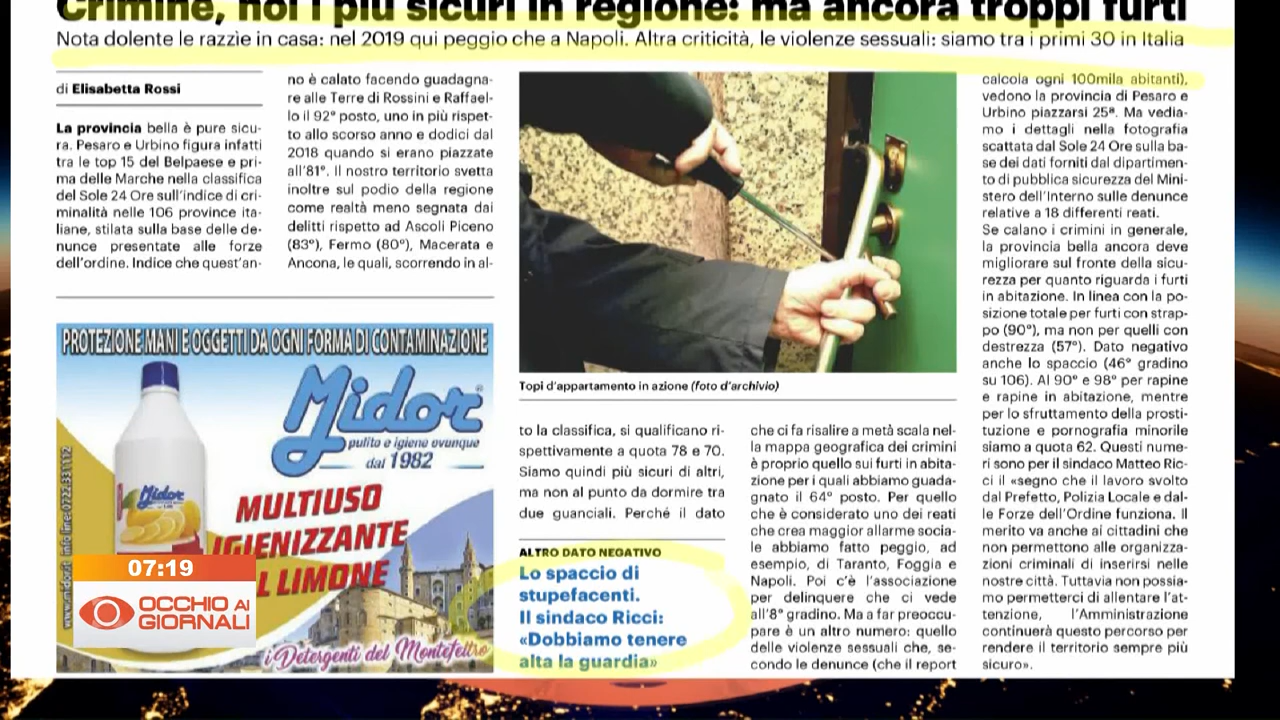 Crimine, noi i più sicuri in regione: ma ancora troppi furti
Nota dolente le razzìe in casa: nel 2019 qui peggio che a Napoli. Altra criticità, le violenze sessuali: siamo tra i primi 30 in Italia
di Elisabetta Rossi
La provincia bella è pure sicu-
ra. Pesaro e Urbino figura infatti
tra le top 15 del Belpaese e pri-
ma delle Marche nella classifica
del Sole 24 Ore sull'indice di cri-
minalità nelle 106 province ita-
liane, stilata sulla base delle de-
nunce presentate alle forze
dell'ordine. Indice che quest'an-
no è calato facendo guadagna-
re alle Terre di Rossini e Raffael-
lo il 92° posto, uno in più rispet-
to allo scorso anno e dodici dal
2018 quando si erano piazzate
all'81°. Il nostro territorio svetta
inoltre sul podio della regione
come realtà meno segnata dai
delitti rispetto ad Ascoli Piceno
(83°), Fermo (80°), Macerata e
Ancona, le quali, scorrendo in al-
Topi d'appartamento in azione (foto d'archivio)
to la classifica, si qualificano ri-
spettivamente a quota 78 e 70.
Siamo quindi più sicuri di altri,
ma non al punto da dormire tra
due guanciali. Perché il dato
ALTRO DATO NEGATIVO
Lo spaccio di
stupefacenti.
Il sindaco Ricci:
«Dobbiamo tenere
alta la guardia»
che ci fa risalire a metà scala nel-
la mappa geografica dei crimini
è proprio quello sui furti in abita-
zione per i quali abbiamo guada-
gnato il 64° posto. Per quello
che è considerato uno dei reati
che crea maggior allarme socia-
le abbiamo fatto peggio, ad
esempio, di Taranto, Foggia e
Napoli. Poi c'è l'associazione
per delinquere che ci vede
all'8° gradino. Ma a far preoccu-
pare è un altro numero: quello
delle violenze sessuali che, se-
condo le denunce (che il report
calcola ogni 100mila abitanti),
vedono la provincia di Pesaro e
Urbino piazzarsi 25ª. Ma vedia-
mo i dettagli nella fotografia
scattata dal Sole 24 Ore sulla ba-
se dei dati forniti dal dipartimen-
to di pubblica sicurezza del Mini-
stero dell'Interno sulle denunce
relative a 18 differenti reati.
Se calano i crimini in generale,
la provincia bella ancora deve
migliorare sul fronte della sicu-
rezza per quanto riguarda i furti
in abitazione. In linea con la po-
sizione totale per furti con strap-
po (90°), ma non per quelli con
destrezza (57°). Dato negativo
anche lo spaccio (46° gradino
su 106). Al 90° e 98° per rapine
e rapine in abitazione, mentre
per lo sfruttamento della prosti-
tuzione e pornografia minorile
siamo a quota 62. Questi nume-
ri sono per il sindaco Matteo Ric-
ci il «segno che il lavoro svolto
dal Prefetto, Polizia Locale e dal-
le Forze dell'Ordine funziona. Il
merito va anche ai cittadini che
non permettono alle organizza-
zioni criminali di inserirsi nelle
nostre città. Tuttavia non possia-
mo permetterci di allentare l'at-
tenzione, l'Amministrazione
continuerà questo percorso per
rendere il territorio sempre più
sicuro».
PROTEZIONE MANI E OGGETTI DA OGNI FORMA DI CONTAMINAZIONE
Midor
pulito e igiene ovunque
dal 1982
MULTIUSO
IGIENIZZANTE
AL LIMONE
Midor
www.midor.it info line: 0722.331112
i Detergenti del Montefeltro
07:19
OCCHIO AI
GIORNALI